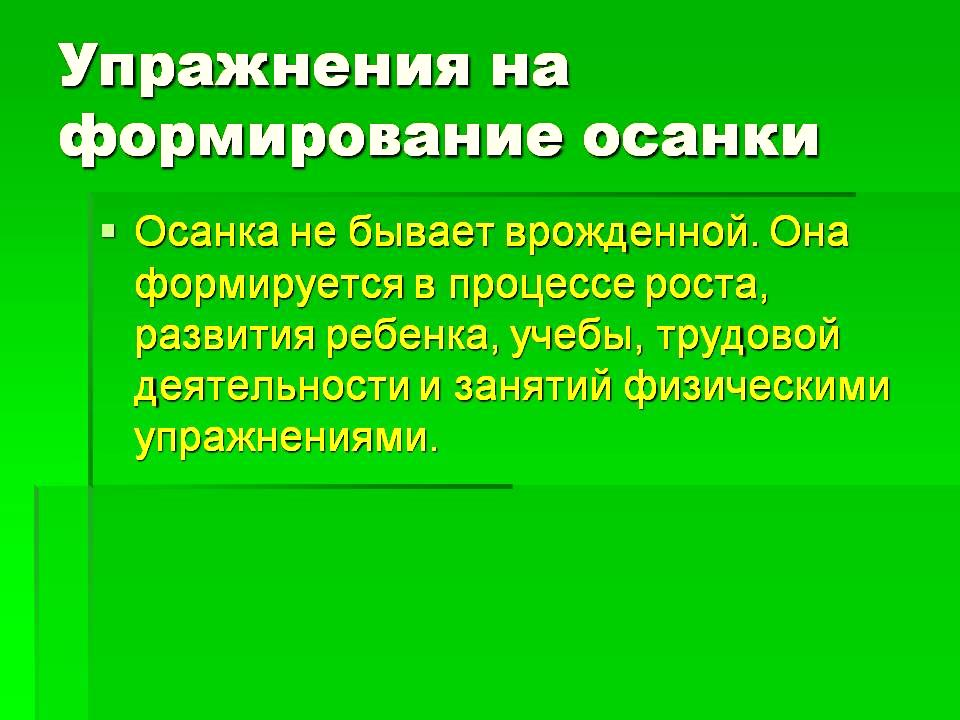 Упражнения на
формирование осанки
Осанка не бывает врожденной. Она
формируется в процессе роста,
развития ребенка, учебы, трудовой
деятельности и занятий физическими
упражнениями.